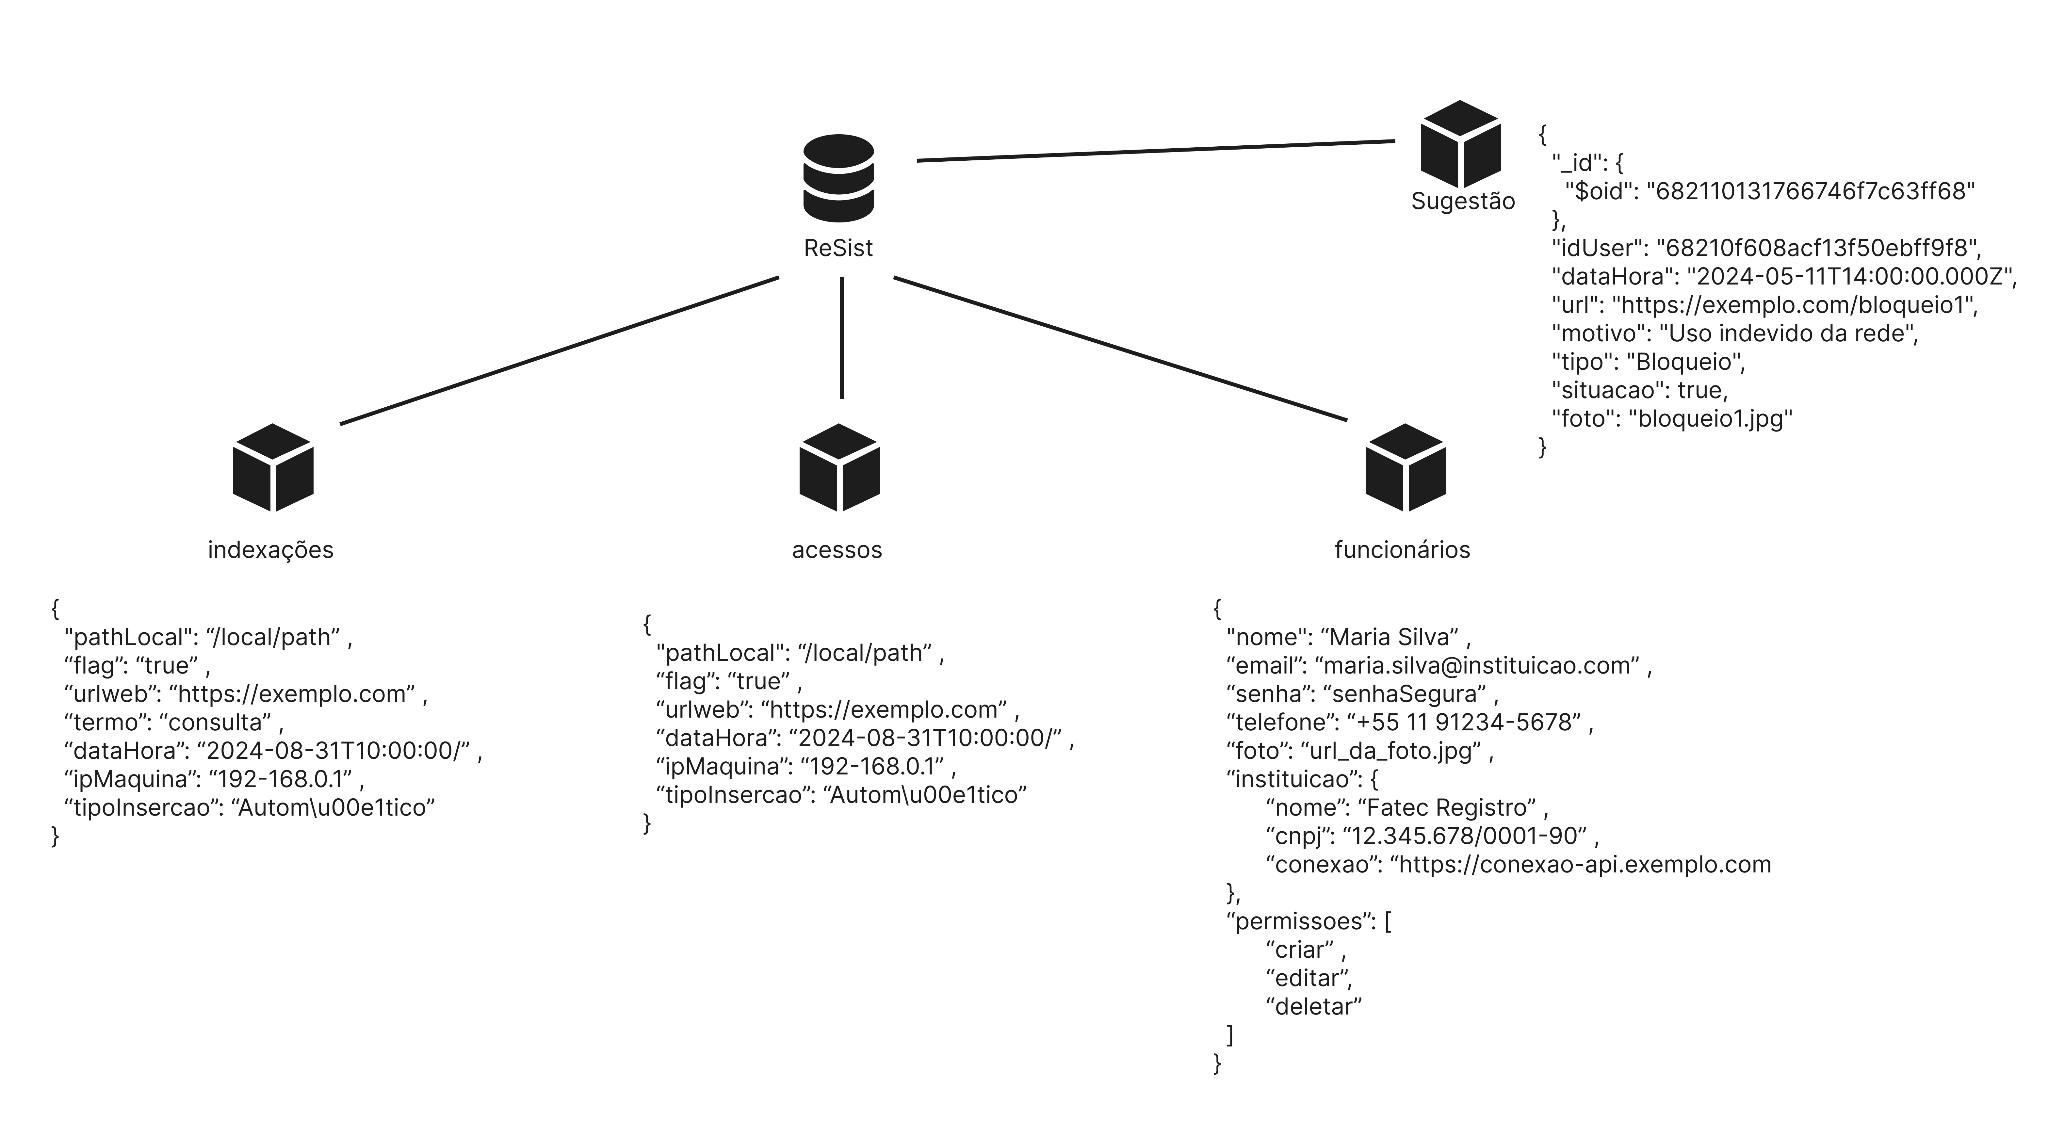 ReSist
Sugestão
{
"_id": {
"$oid": "682110131766746f7c63ff68"
},
"idUser": "68210f608acf13f50ebff9f8",
"dataHora": "2024-05-11T14:00:00.000Z",
"url": "https://exemplo.com/bloqueio1",
"motivo": "Uso indevido da rede",
"tipo": "Bloqueio",
"situacao": true,
"foto": "bloqueio1.jpg"
}
indexações
{
"pathLocal": “/local/path” ,
“flag”: “true” ,
“urlweb”: “https://exemplo.com” ,
“termo”: “consulta” ,
“dataHora”: “2024-08-31T10:00:00/” ,
“ipMaquina”: “192-168.0.1” ,
“tipoInsercao”: “Autom\u00e1tico”
}
acessos
{
"pathLocal": “/local/path” ,
“flag”: “true” ,
“urlweb”: “https://exemplo.com” ,
“dataHora”: “2024-08-31T10:00:00/” ,
“ipMaquina”: “192-168.0.1” ,
“tipoInsercao”: “Autom\u00e1tico”
}
funcionários
{
"nome": “Maria Silva” ,
“email”: “maria.silva@instituicao.com” ,
“senha”: “senhaSegura” ,
“telefone”: “+55 11 91234-5678” ,
“foto”: “url_da_foto.jpg” ,
“instituicao”: {
“nome”: “Fatec Registro” ,
“cnpj”: “12.345.678/0001-90” ,
“conexao”: “https://conexao-api.exemplo.com
},
“permissoes”: [
“criar” ,
“editar”,
“deletar”
]
}